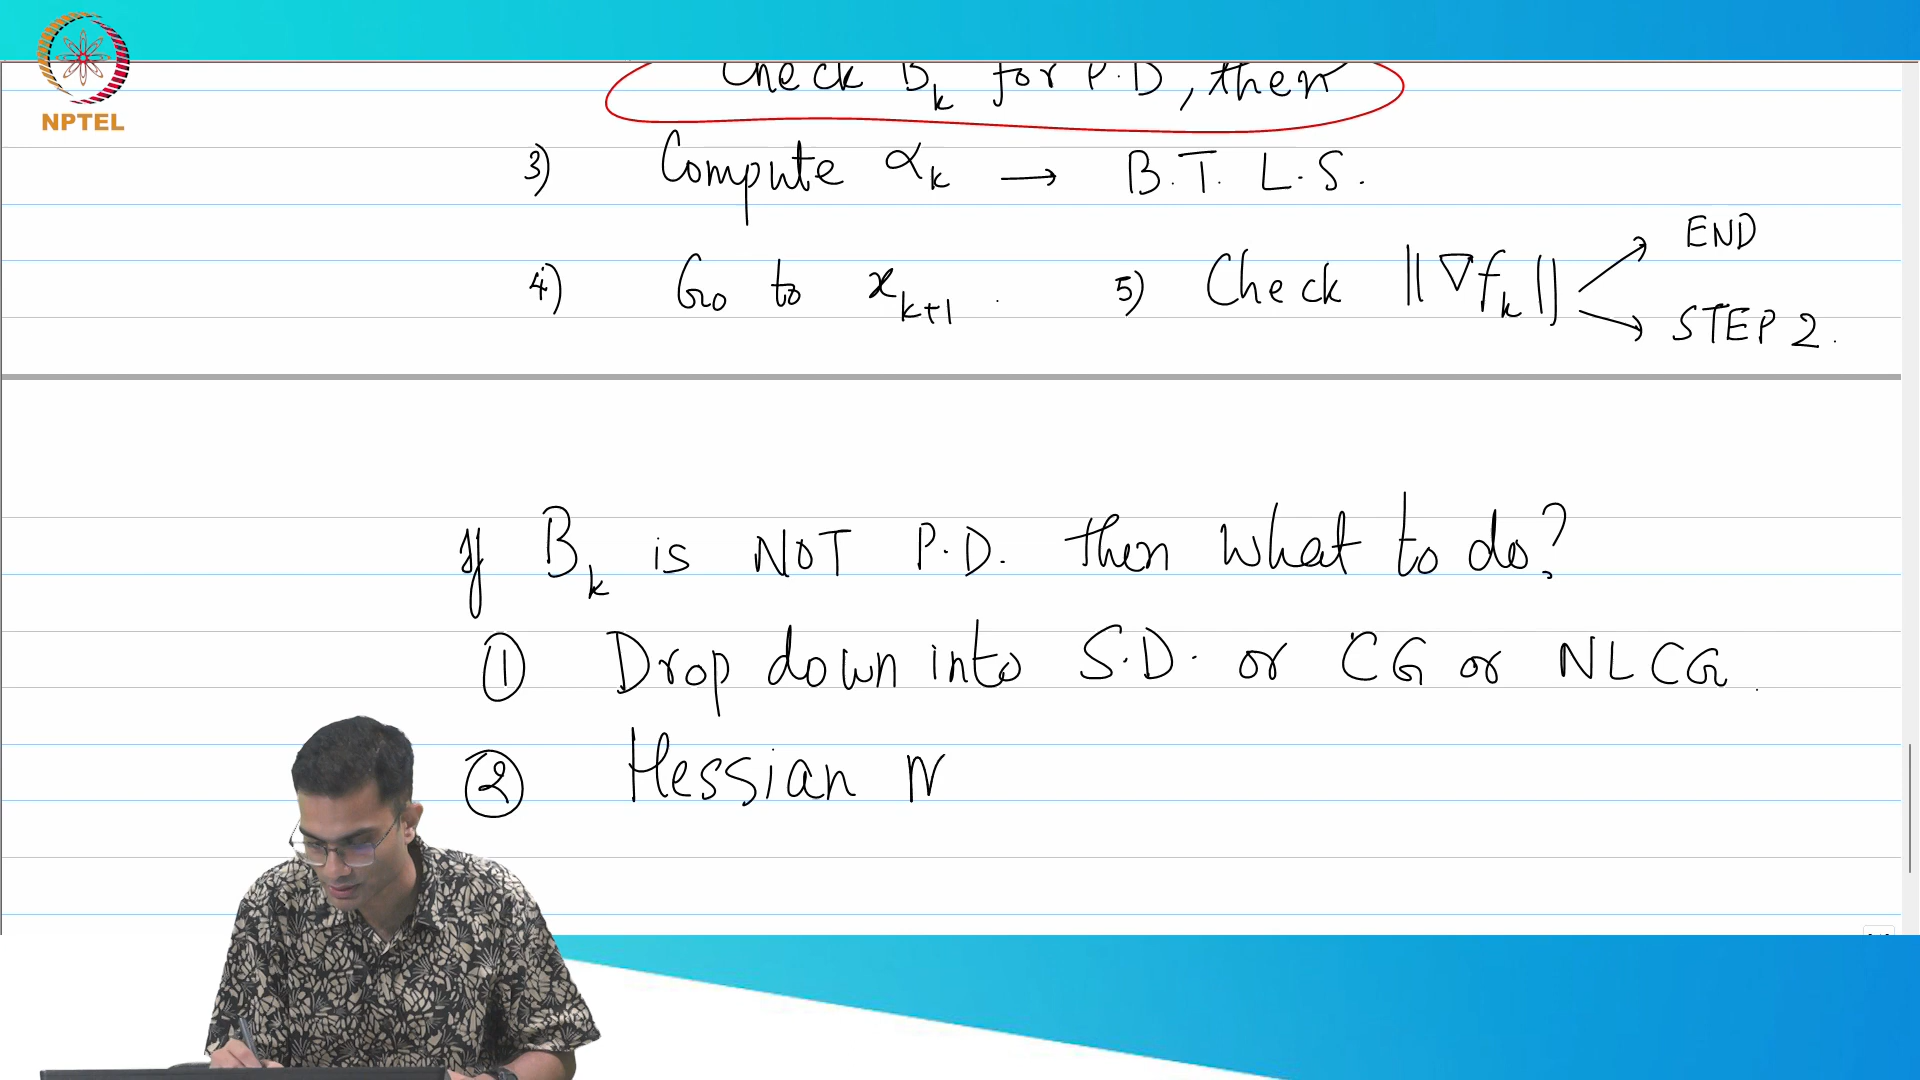 NPTEL
Check B_k for P.D, then
3) Compute α_k → B.T. L.S.
4) Go to x_{k+1} . 5) Check ||∇f_k||
END
STEP 2.
If B_k is NOT P.D. then what to do?
① Drop down into S.D. or CG or NLCG.
② Hessian M